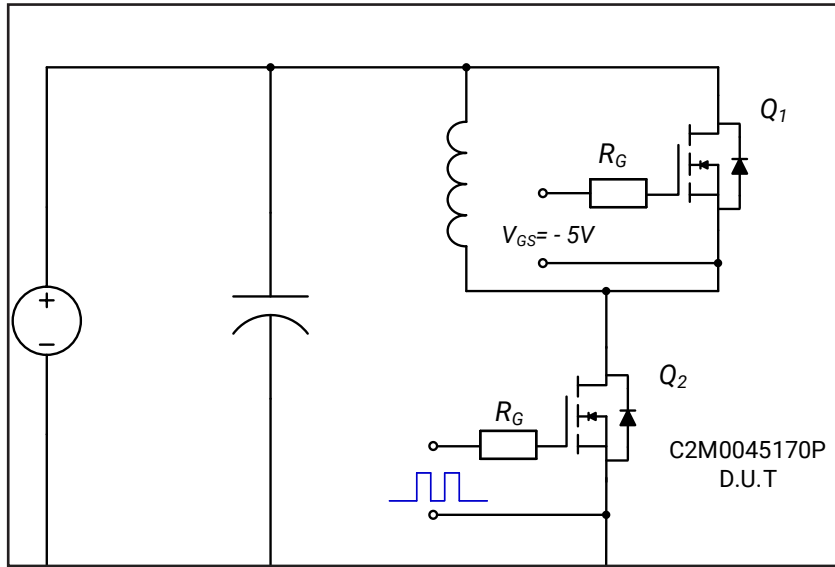 Q1
RG
VGS= - 5V
+
−
Q2
RG
C2M0045170P
D.U.T